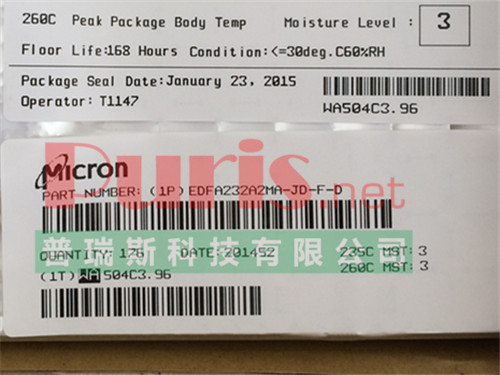 260C Peak Package Body Temp Moisture Level : 3
Floor Life:168 Hours Condition:<=30deg.C60%RH
Package Seal Date:January 23, 2015
Operator: T1147
WA504C3.96
Micron
Puris.net
PART NUMBER: (1P) EDFA232A2MA-JD-F-D
普瑞斯科技有限公司
QUANTITY: DATE:201452 235C MST: 3
(1T) WA 504C3.96 260C MST: 3